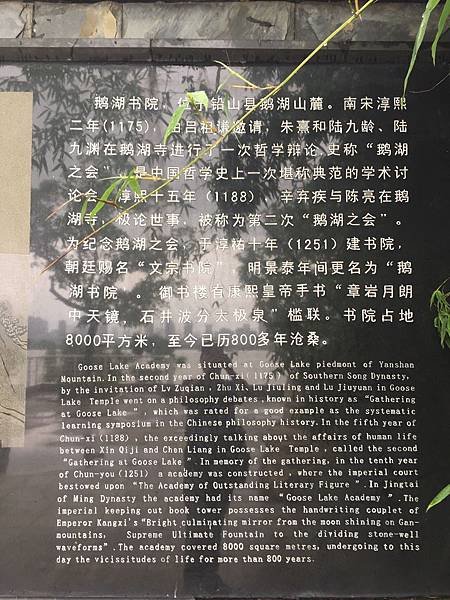 鹅湖书院，位于铅山县鹅湖山麓。南宋淳熙
二年(1175)，由吕祖谦邀请，朱熹和陆九龄、陆
九渊在鹅湖寺进行了一次哲学辩论，史称“鹅湖
之会”，是中国哲学史上一次堪称典范的学术讨
论会。淳熙十五年（1188） 辛弃疾与陈亮在鹅
湖寺，极论世事，被称为第二次“鹅湖之会”。
为纪念鹅湖之会，于淳祐十年（1251）建书院，
朝廷赐名“文宗书院”，明景泰年间更名为“鹅
湖书院”。御书楼有康熙皇帝手书“章岩月朗
中天镜，石井波分太极泉”楹联。书院占地
8000平方米，至今已历800多年沧桑。
Goose Lake Academy was situated at Goose Lake piedmont of Yanshan
Mountain.In the second year of Chun-xi(1175) of Southern Song Dynasty,
by the invitation of Lv Zuqian, Zhu Xi, Lu Jiuling and Lu Jiuyuan in Goose
Lake Temple went on a philosophy debates,known in history as “Gathering
at Goose Lake ”, which was rated for a good example as the systematic
learning symposium in the Chinese philosophy history. In the fifth year of
Chun-xi(1188), the exceedingly talking about the affairs of human life
between Xin Qiji and Chen Liang in Goose Lake Temple, called the second
“Gathering at Goose Lake ”. In memory of the gathering, in the tenth year
of Chun-you(1251) a academy was constructed, where the imperial court
bestowed upon “The Academy of Outstanding Literary Figure ”. In Jingtai
of Ming Dynasty the academy had its name “Goose Lake Academy ”.The
imperial keeping out book tower possesses the handwriting couplet of
Emperor Kangxi's “Bright culminating mirror from the moon shining on Gan-
mountains, Supreme Ultimate Fountain to the dividing stone-well
waveforms”.The academy covered 8000 square metres, undergoing to this
day the vicissitudes of life for more than 800 years.